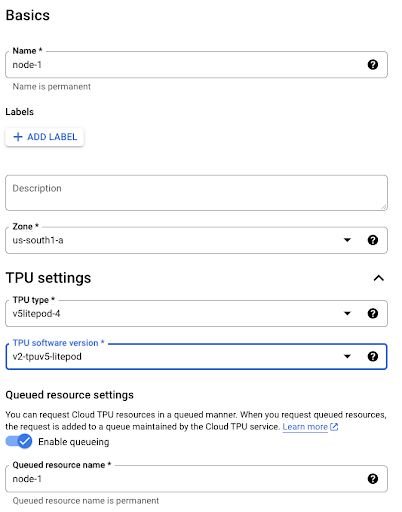 Basics
Name *
node-1
Name is permanent
Labels
+ ADD LABEL
Description
Zone *
us-south1-a
TPU settings
TPU type *
v5litepod-4
TPU software version *
v2-tpuv5-litepod
Queued resource settings
You can request Cloud TPU resources in a queued manner. When you request queued resources,
the request is added to a queue maintained by the Cloud TPU service. Learn more
Enable queueing
Queued resource name *
node-1
Queued resource name is permanent